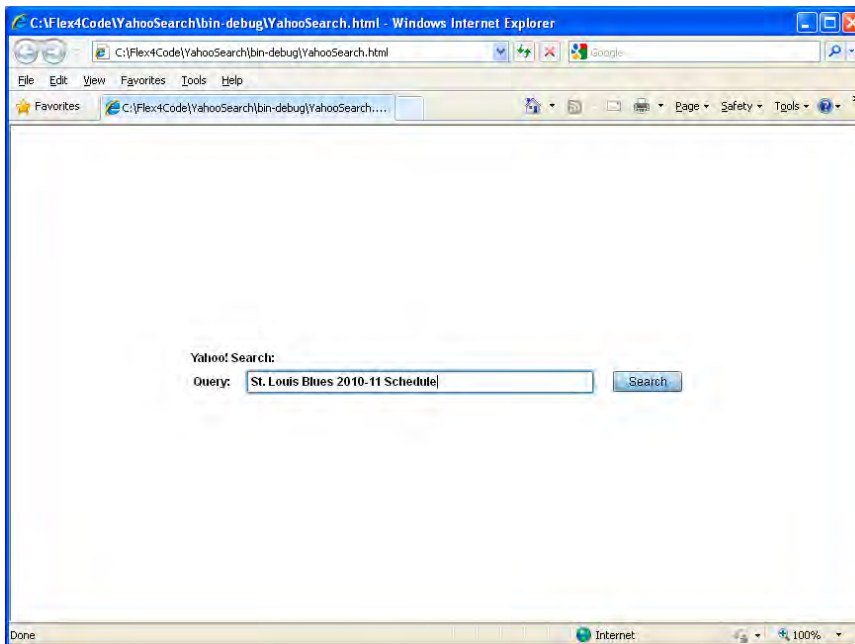 C:\Flex4Code\YahooSearch\bin-debug\YahooSearch.html - Windows Internet Explorer
C:\Flex4Code\YahooSearch\bin-debug\YahooSearch.html
Google
File Edit View Favorites Tools Help
Favorites C:\Flex4Code\YahooSearch\bin-debug\YahooSearch.... Page Safety Tools
Yahoo! Search:
Query: St. Louis Blues 2010-11 Schedule Search
Done Internet 100%